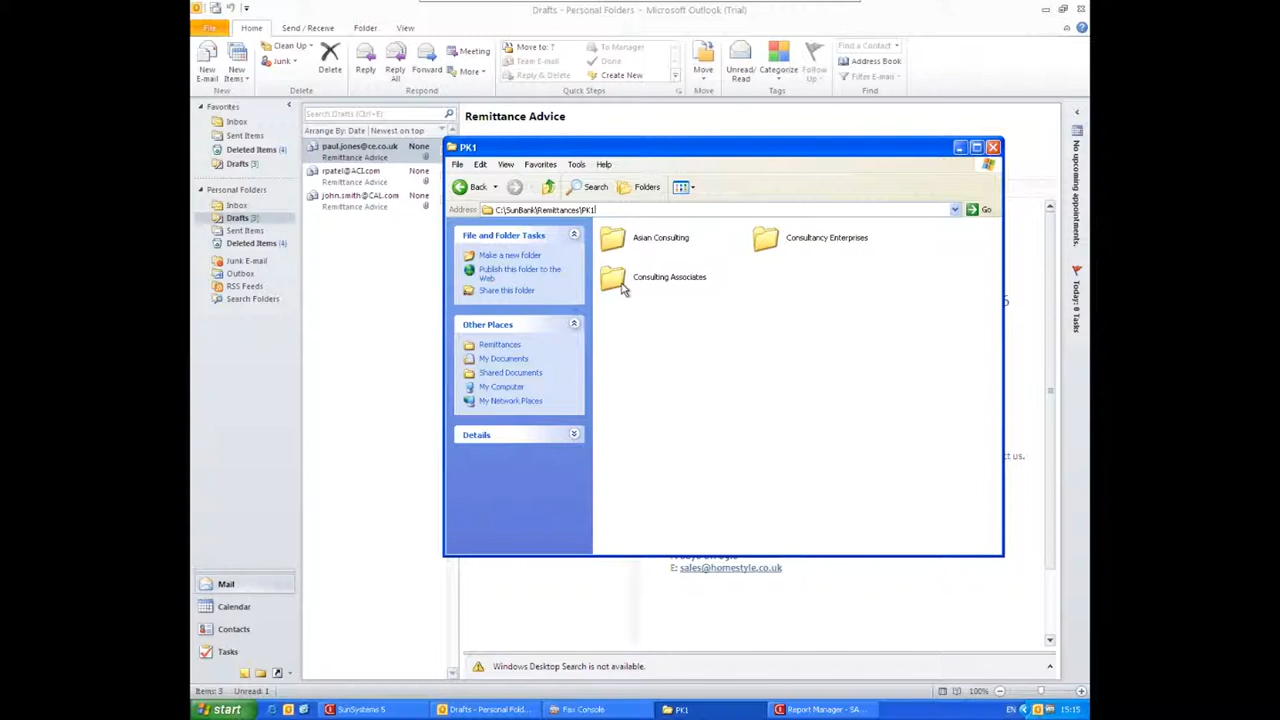 Drafts - Personal Folders - Microsoft Outlook (Trial)
File Home Send / Receive Folder View
New E-mail
New Items
Clean Up
Junk
Delete
Reply
Reply All
Forward
Meeting
More
Move to: ?
Team E-mail
Reply & Delete
To Manager
Done
Create New
Move
Unread/ Read
Categorize
Follow Up
Find a Contact
Address Book
Filter E-mail
New Delete Respond Quick Steps Move Tags Find
Favorites
Inbox
Sent Items
Deleted Items (4)
Drafts [3]
Personal Folders
Inbox
Drafts [3]
Sent Items
Deleted Items (4)
Junk E-mail
Outbox
RSS Feeds
Search Folders
Mail
Calendar
Contacts
Tasks
Search Drafts (Ctrl+E)
Arrange By: Date Newest on top
paul.jones@ce.co.uk None
Remittance Advice
rpatel@ACI.com None
Remittance Advice
john.smith@CAL.com None
Remittance Advice
Remittance Advice
PK1
File Edit View Favorites Tools Help
Back Search Folders
Address C:\SunBank\Remittances\PK1 Go
File and Folder Tasks
Make a new folder
Publish this folder to the
Web
Share this folder
Other Places
Remittances
My Documents
Shared Documents
My Computer
My Network Places
Details
Asian Consulting Consultancy Enterprises
Consulting Associates
ct us.
E: sales@homestyle.co.uk
No upcoming appointments.
Today: 0 Tasks
Windows Desktop Search is not available.
Items: 3 Unread: 1 100%
start SunSystems 5 Drafts - Personal Fold... Fax Console PK1 Report Manager - SA... EN 15:15